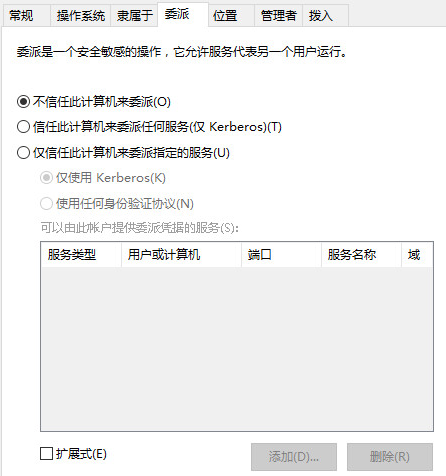 常规 操作系统 隶属于 委派 位置 管理者 拨入
委派是一个安全敏感的操作，它允许服务代表另一个用户运行。
不信任此计算机来委派(O)
信任此计算机来委派任何服务(仅 Kerberos)(T)
仅信任此计算机来委派指定的服务(U)
仅使用 Kerberos(K)
使用任何身份验证协议(N)
可以由此帐户提供委派凭据的服务(S):
服务类型 用户或计算机 端口 服务名称 域
扩展式(E) 添加(D)... 删除(R)